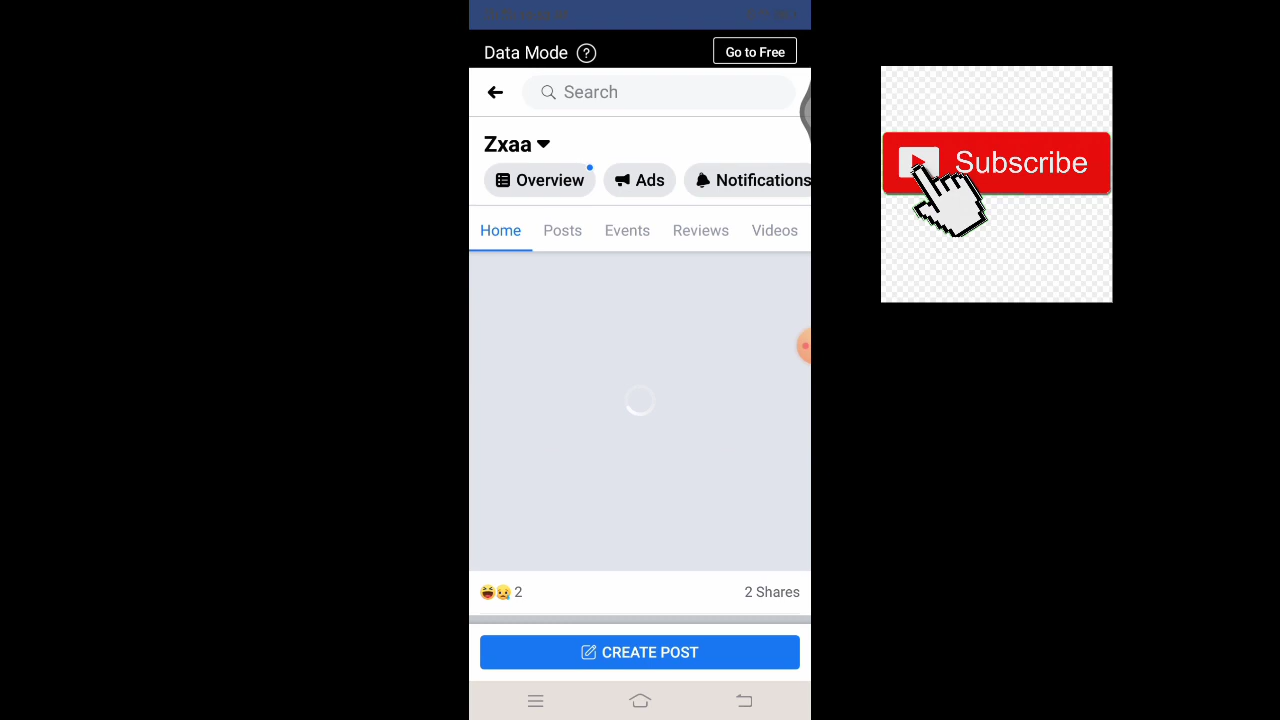 Data Mode ?
Go to Free
Search
Zxaa
Overview
Ads
Notifications
Home Posts Events Reviews Videos
2
2 Shares
CREATE POST
Subscribe